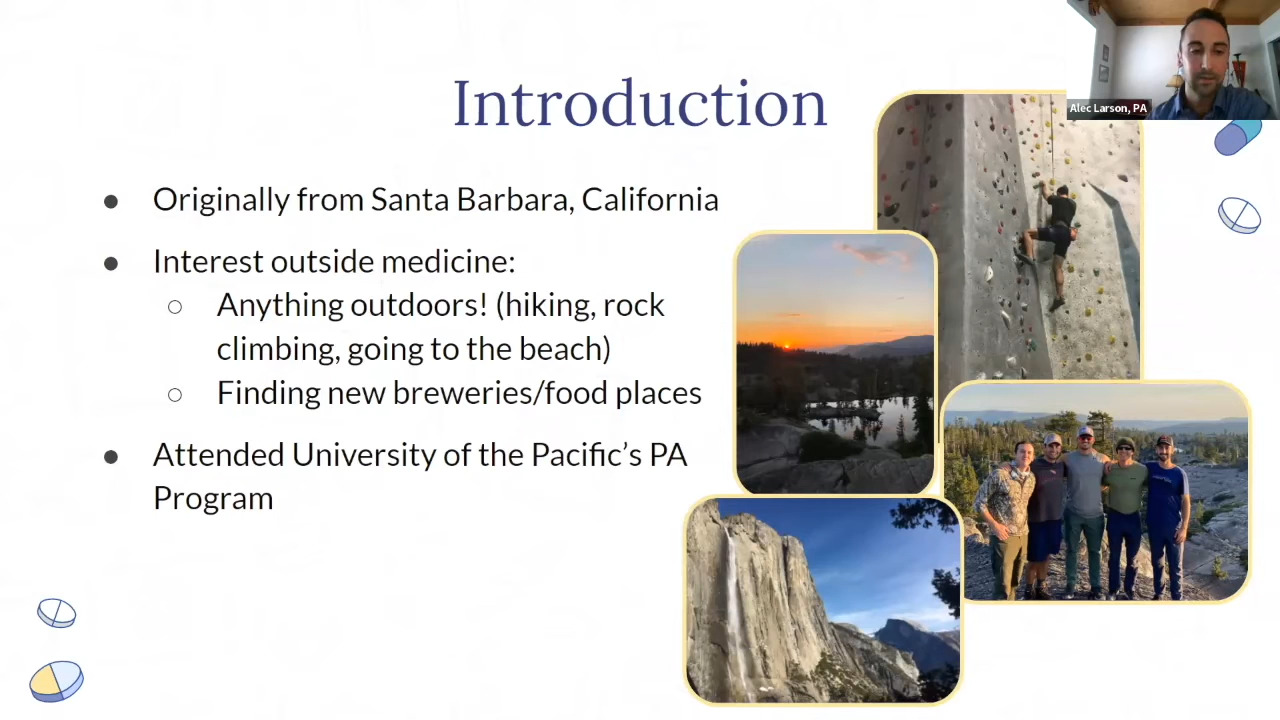 Introduction
Alec Larson, PA
● Originally from Santa Barbara, California
● Interest outside medicine:
○ Anything outdoors! (hiking, rock
climbing, going to the beach)
○ Finding new breweries/food places
● Attended University of the Pacific’s PA
Program